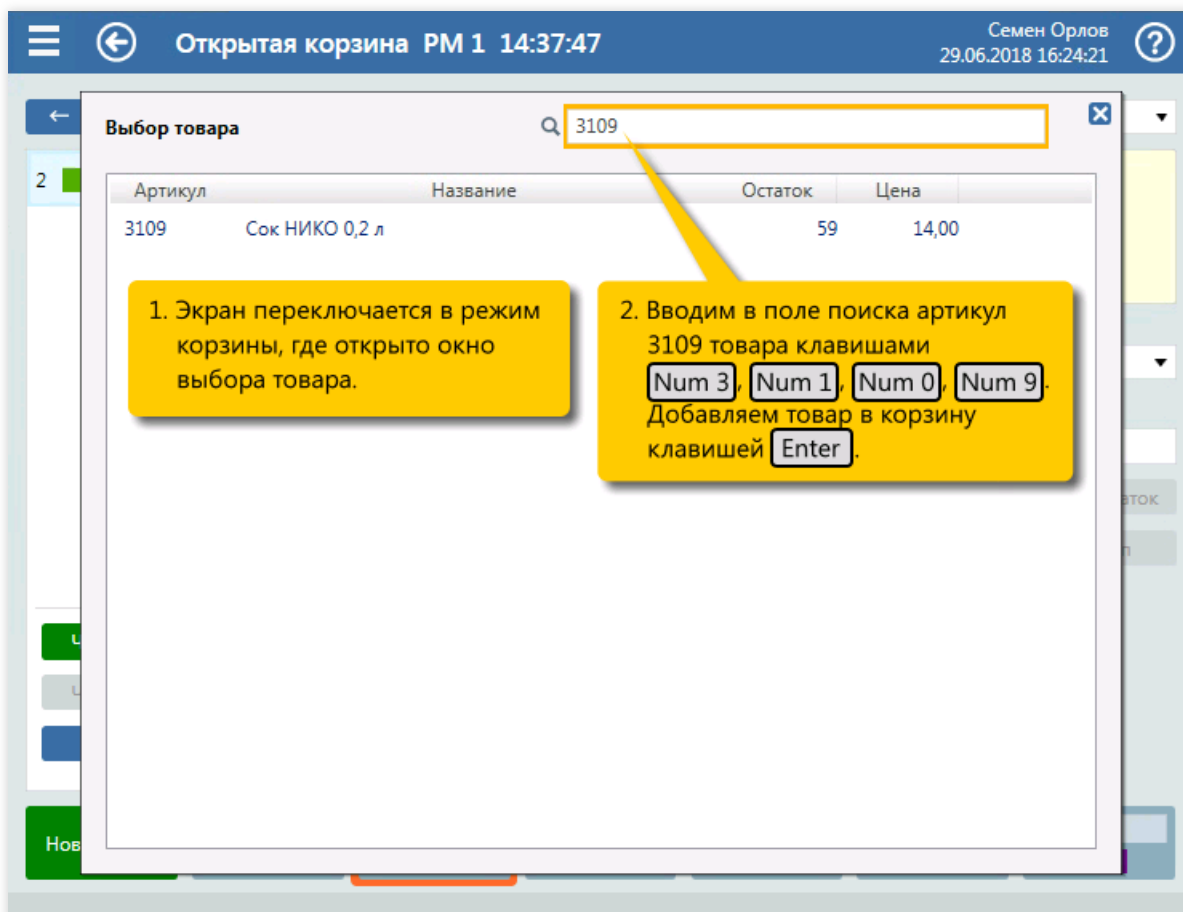 Открытая корзина РМ 1 14:37:47
Семен Орлов
29.06.2018 16:24:21
?
Выбор товара
3109
2
Артикул Название Остаток Цена
3109 Сок НИКО 0,2 л 59 14,00
1. Экран переключается в режим
корзины, где открыто окно
выбора товара.
2. Вводим в поле поиска артикул
3109 товара клавишами
Num 3, Num 1, Num 0, Num 9.
Добавляем товар в корзину
клавишей Enter.
Нов